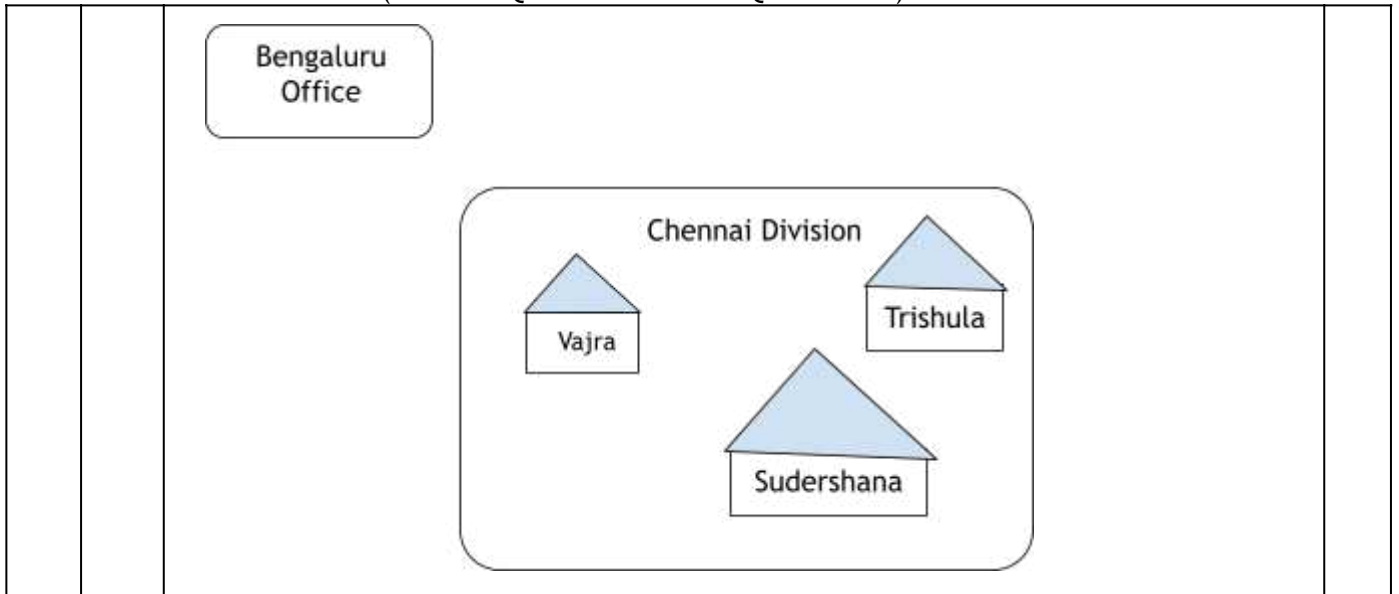 Bengaluru
Office
Chennai Division
Trishula
Vajra
Sudershana